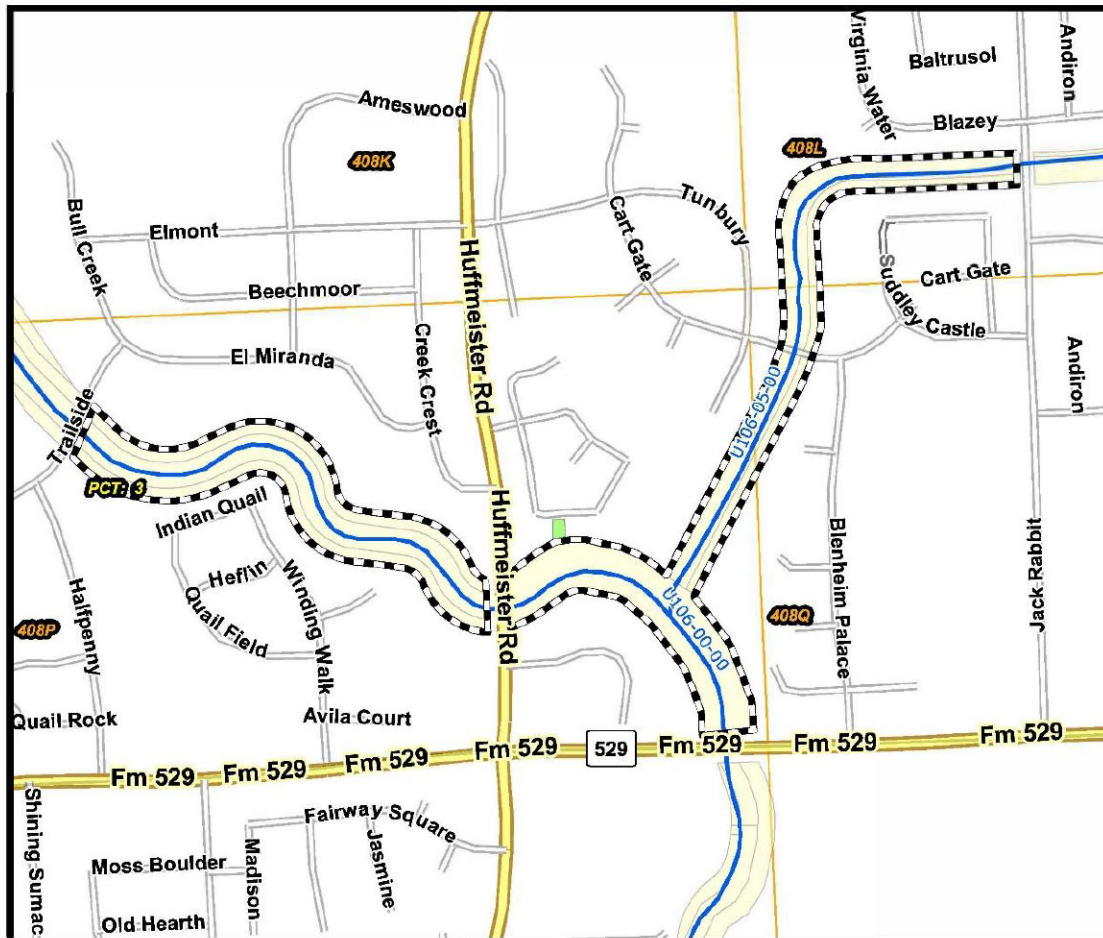 Virginia Water
Baltrusol
Andiron
Ameswood
Blazey
408K
408L
Bull Creek
Elmont
Cart Gate
Tunbury
Huffmeister Rd
Beechmoor
Suddley Castle
Cart Gate
El Miranda
Creek Crest
Andiron
Trailside
U106-05-00
PCT: 3
Indian Quail
Huffmeister Rd
Heflin
Winding Walk
Quail Field
Halfpenny
408P
U106-00-00
408Q
Blenheim Palace
Jack Rabbit
Quail Rock
Avila Court
Fm 529
Fm 529
Fm 529
Fm 529
529
Fm 529
Fm 529
Fm 529
Shining Sumac
Fairway Square
Moss Boulder
Madison
Jasmine
Old Hearth